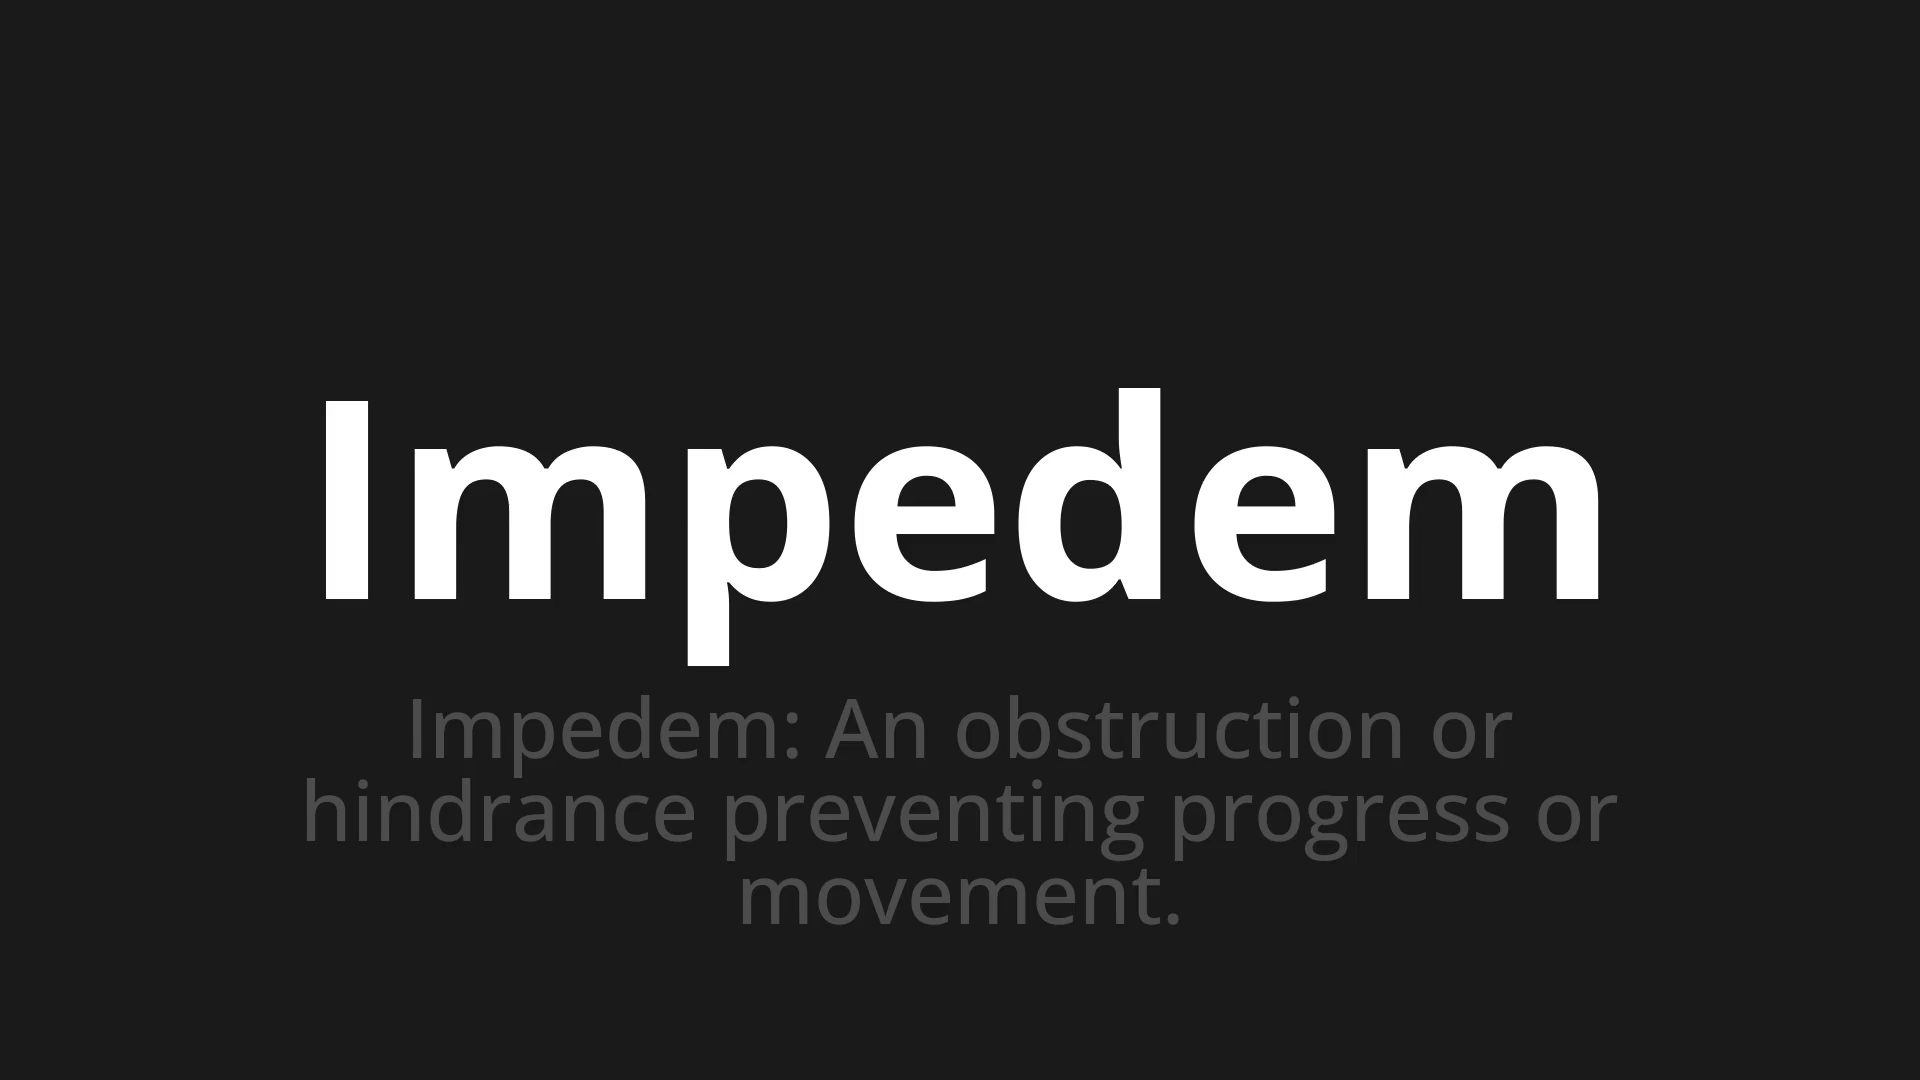 Impedem
Impedem: An obstruction or
hindrance preventing progress or
movement.